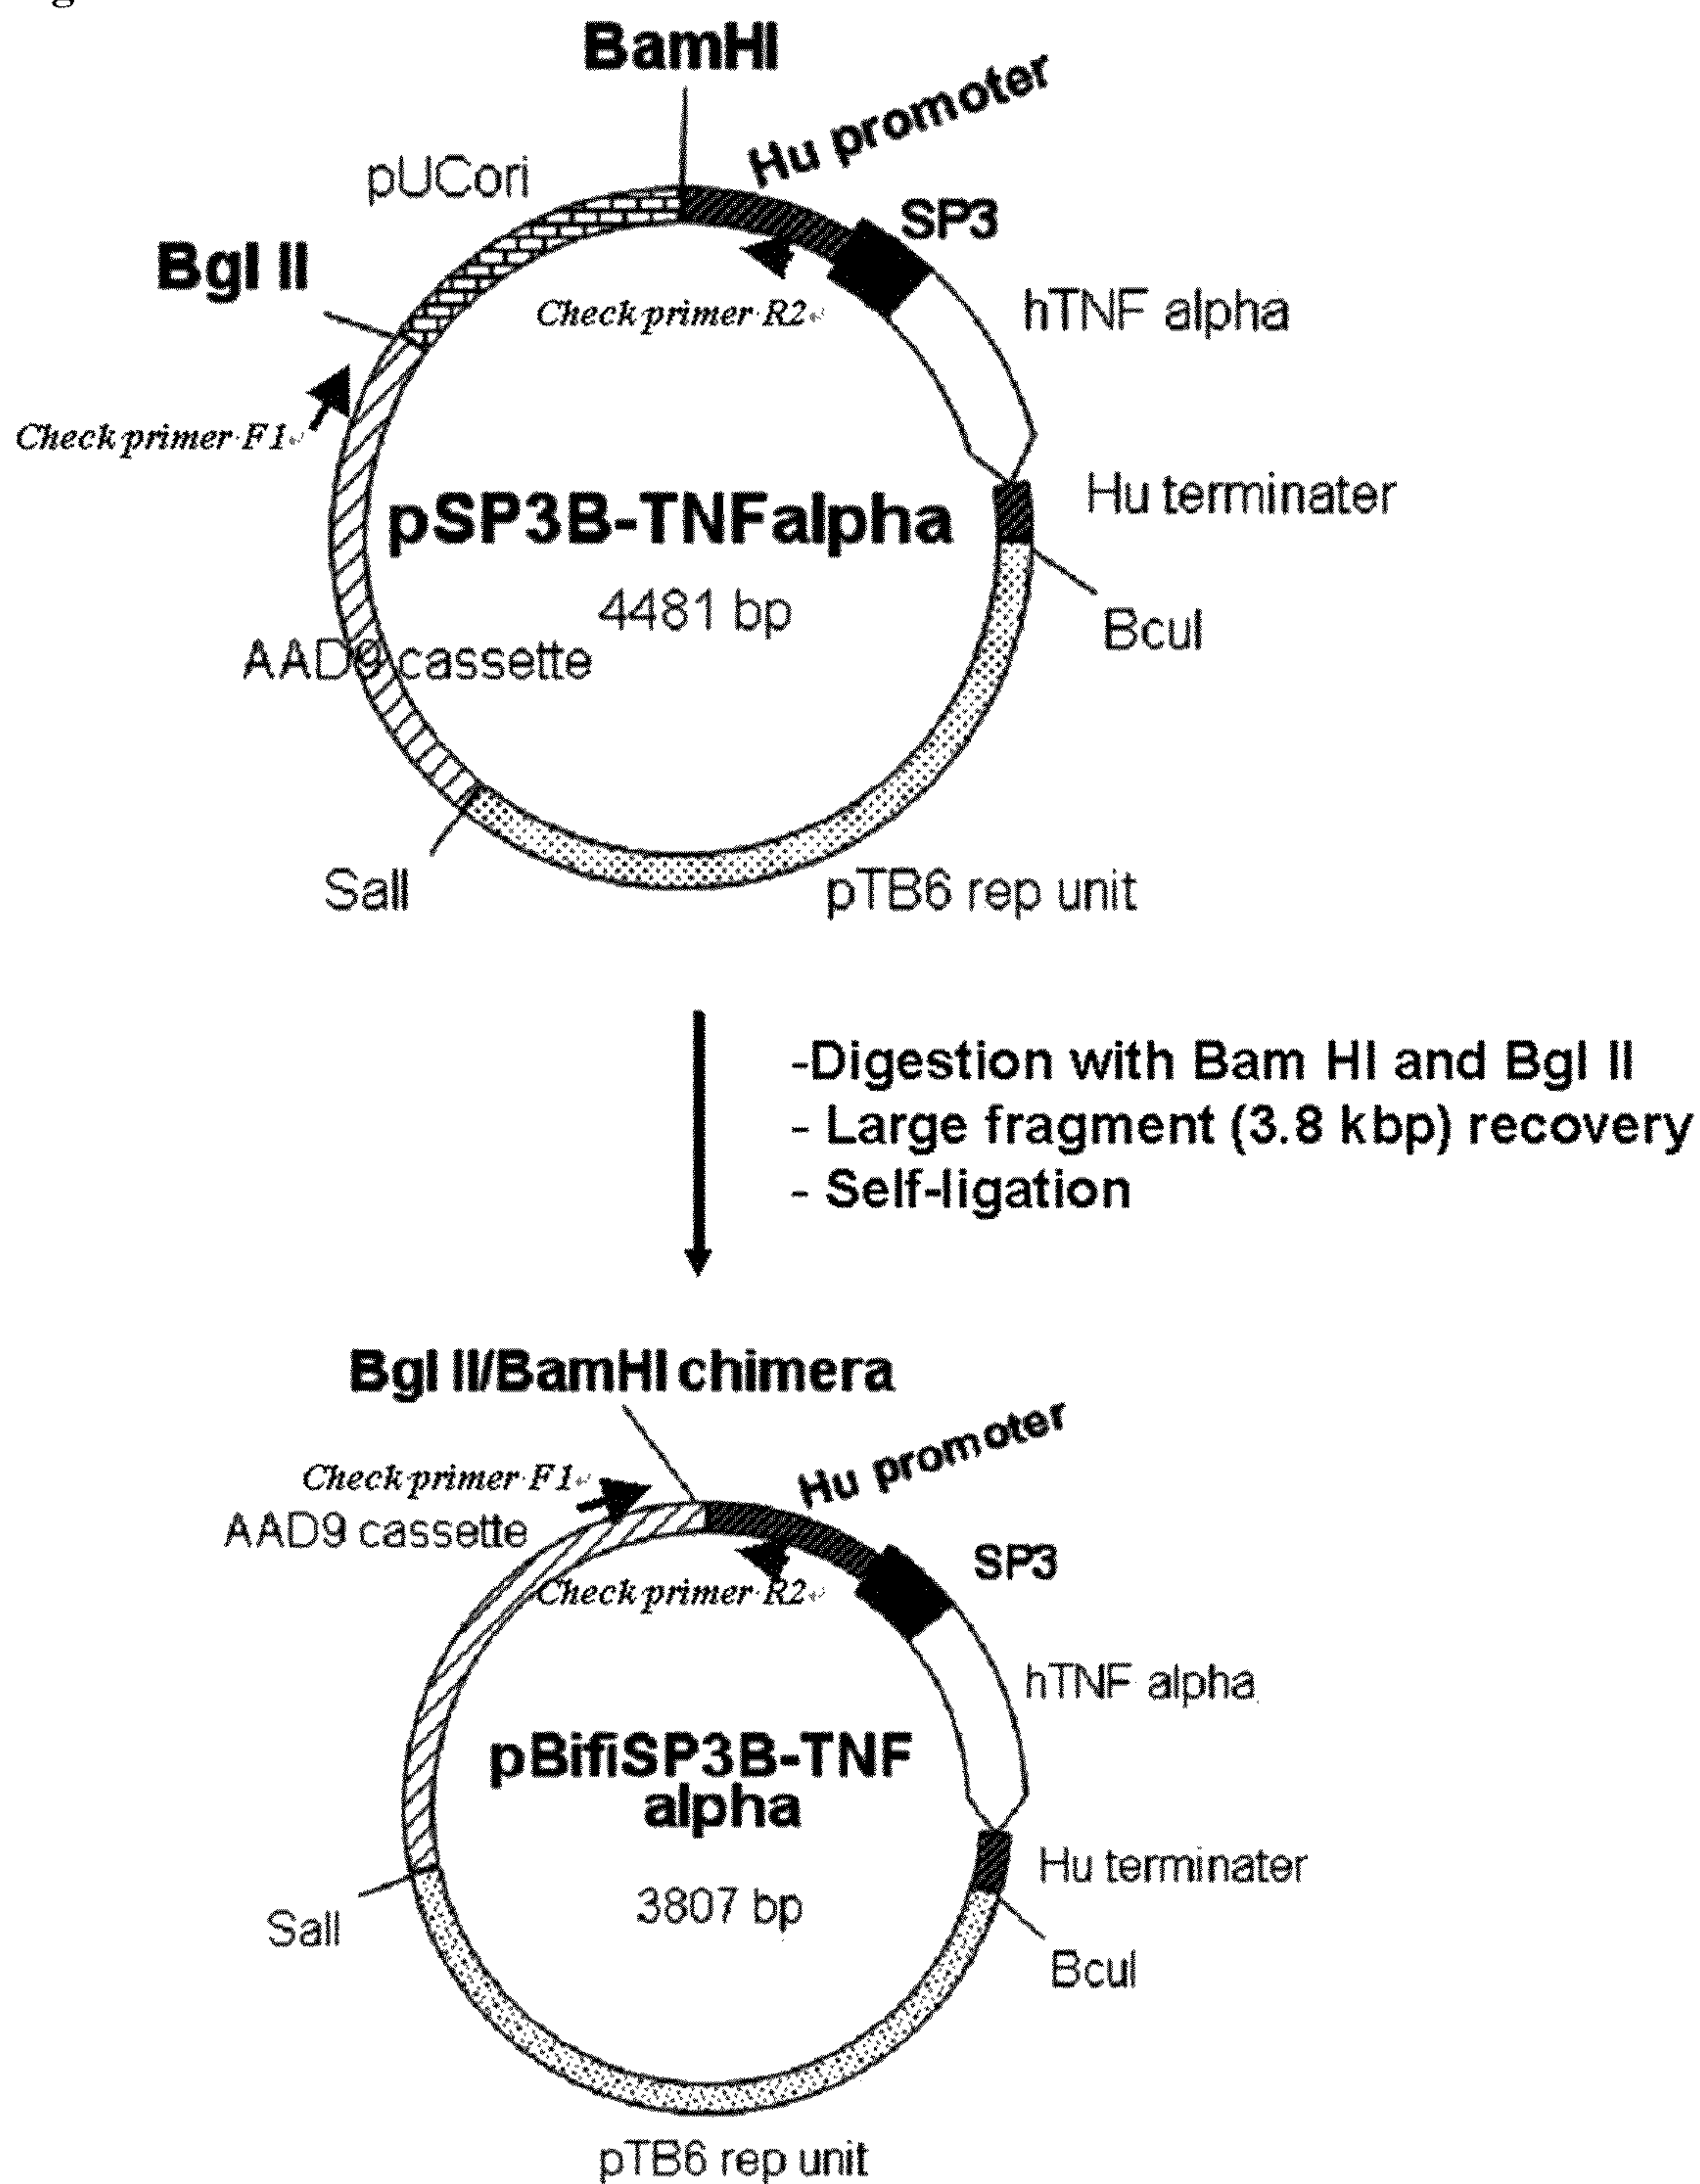 BamHI
Hu promoter
pUCori
SP3
Bgl II
hTNF alpha
Check primer R2
Check primer F1
Hu terminater
pSP3B-TNFalpha
4481 bp
BcuI
AAD9 cassette
SalI
pTB6 rep unit
-Digestion with Bam HI and Bgl II
- Large fragment (3.8 kbp) recovery
- Self-ligation
Bgl II/BamHI chimera
Hu promoter
Check primer F1
AAD9 cassette
SP3
Check primer R2
hTNF alpha
pBifiSP3B-TNF
alpha
Hu terminater
3807 bp
SalI
BcuI
pTB6 rep unit